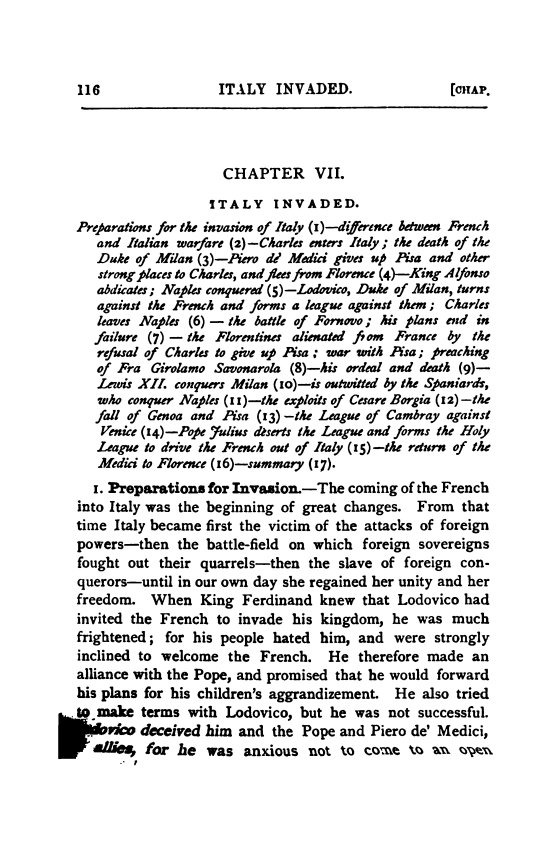 116 ITALY INVADED. [CHAP.
CHAPTER VII.
ITALY INVADED.
Preparations for the invasion of Italy (1)—difference between French
and Italian warfare (2)—Charles enters Italy; the death of the
Duke of Milan (3)—Piero de' Medici gives up Pisa and other
strong places to Charles, and flees from Florence (4)—King Alfonso
abdicates; Naples conquered (5)—Lodovico, Duke of Milan, turns
against the French and forms a league against them; Charles
leaves Naples (6) — the battle of Fornovo; his plans end in
failure (7) — the Florentines alienated from France by the
refusal of Charles to give up Pisa: war with Pisa; preaching
of Fra Girolamo Savonarola (8)—his ordeal and death (9)—
Lewis XII. conquers Milan (10)—is outwitted by the Spaniards,
who conquer Naples (11)—the exploits of Cesare Borgia (12)—the
fall of Genoa and Pisa (13)—the League of Cambray against
Venice (14)—Pope Julius deserts the League and forms the Holy
League to drive the French out of Italy (15)—the return of the
Medici to Florence (16)—summary (17).
1. Preparations for Invasion.—The coming of the French
into Italy was the beginning of great changes. From that
time Italy became first the victim of the attacks of foreign
powers—then the battle-field on which foreign sovereigns
fought out their quarrels—then the slave of foreign con-
querors—until in our own day she regained her unity and her
freedom. When King Ferdinand knew that Lodovico had
invited the French to invade his kingdom, he was much
frightened; for his people hated him, and were strongly
inclined to welcome the French. He therefore made an
alliance with the Pope, and promised that he would forward
his plans for his children's aggrandizement. He also tried
to make terms with Lodovico, but he was not successful.
deceived him and the Pope and Piero de' Medici,
allies, for he was anxious not to come to an open